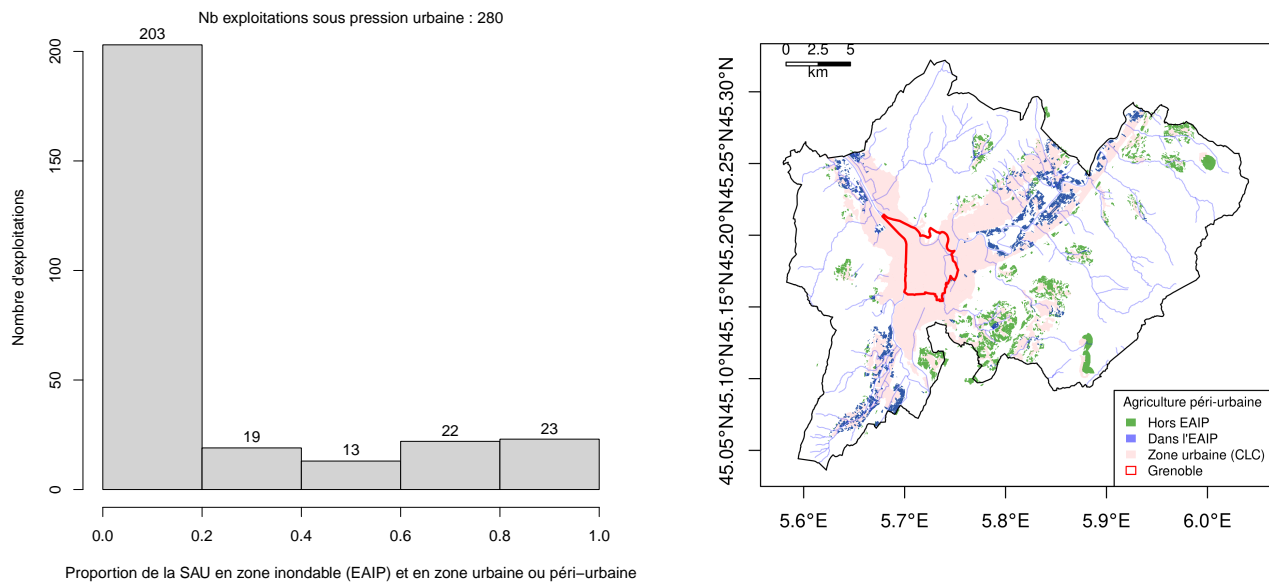 Nb exploitations sous pression urbaine : 280
203
19
13
22
23
0
50
100
150
200
Nombre d'exploitations
0.0 0.2 0.4 0.6 0.8 1.0
Proportion de la SAU en zone inondable (EAIP) et en zone urbaine ou péri−urbaine
0 2.5 5
km
45.05°N 45.10°N 45.15°N 45.20°N 45.25°N 45.30°N
5.6°E 5.7°E 5.8°E 5.9°E 6.0°E
Agriculture péri-urbaine
Hors EAIP
Dans l'EAIP
Zone urbaine (CLC)
Grenoble